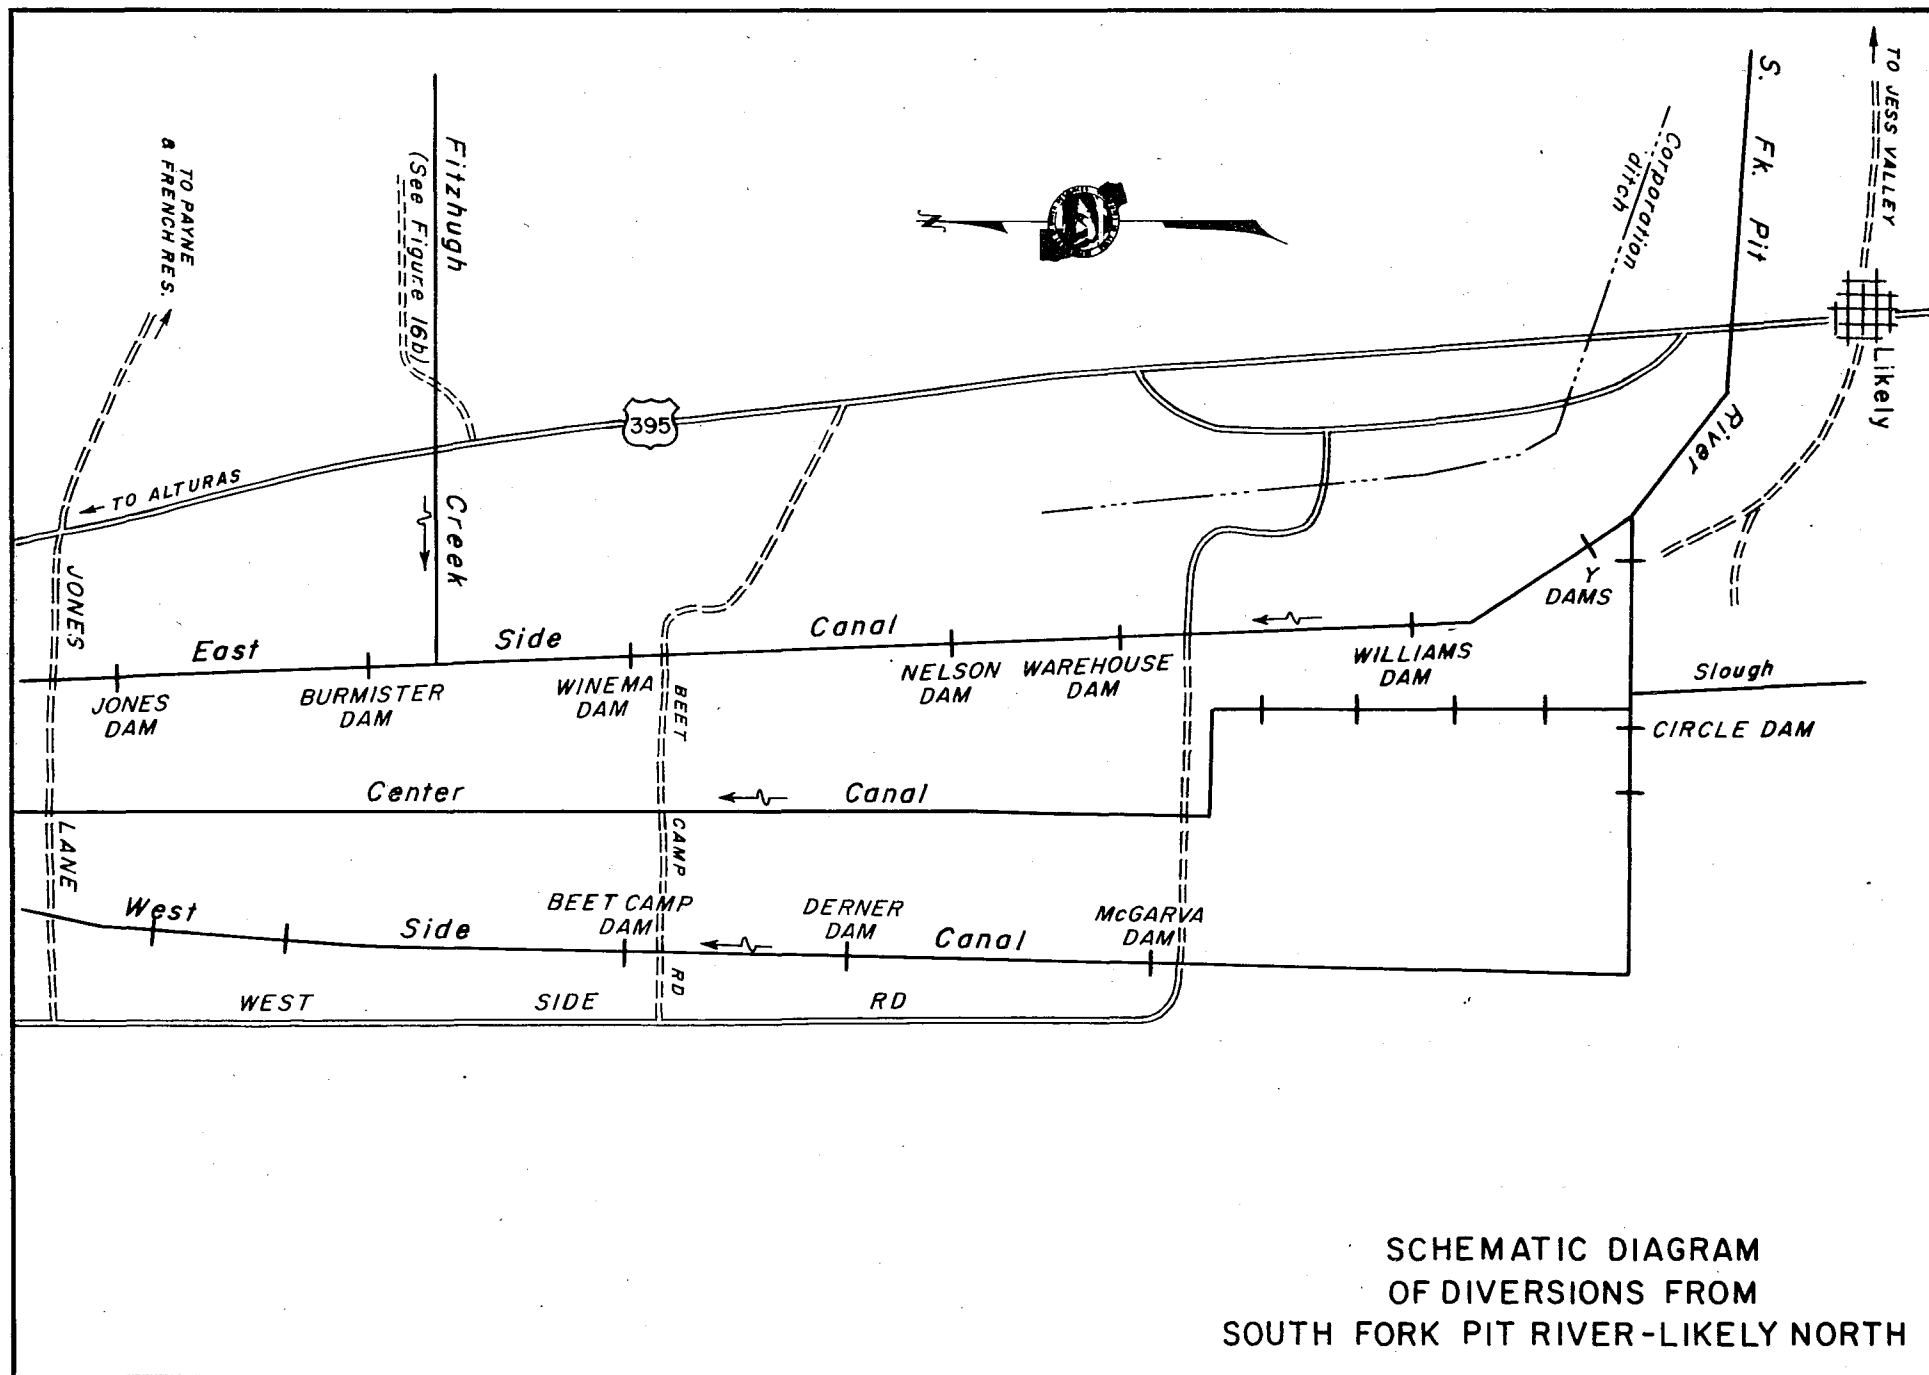 TO JESS VALLEY
S. Fk. Pit
River
Corporation
ditch
Likely
TO PAYNE
& FRENCH RES.
Fitzhugh
(See Figure 16b)
Creek
N
395
TO ALTURAS
JONES
LANE
East Side Canal
Y
DAMS
WILLIAMS
DAM
WAREHOUSE
DAM
NELSON
DAM
WINEMA
DAM
BURMISTER
DAM
JONES
DAM
BEET
CAMP
RD
Slough
CIRCLE DAM
Center Canal
West Side Canal
BEET CAMP
DAM
DERNER
DAM
McGARVA
DAM
WEST SIDE RD
SCHEMATIC DIAGRAM
OF DIVERSIONS FROM
SOUTH FORK PIT RIVER-LIKELY NORTH